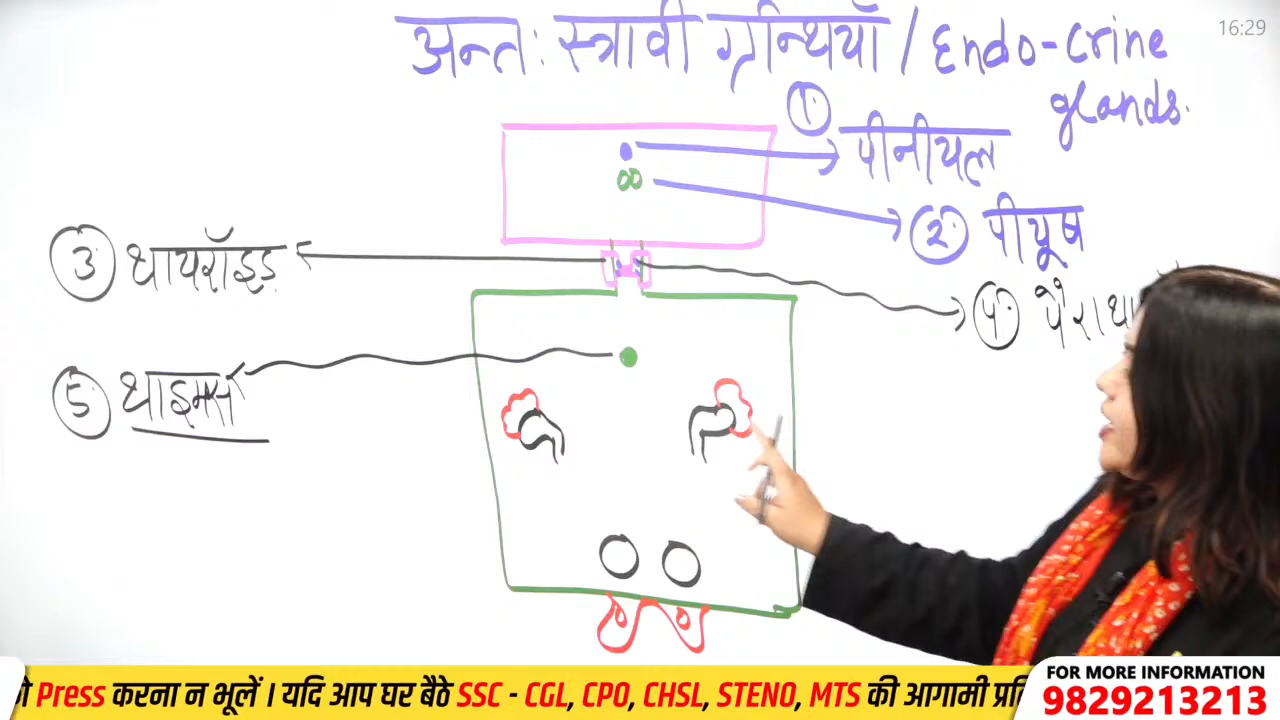 16:29
अन्तः स्त्रावी ग्रन्थियाँ / Endo-crine
glands.
① पीनीयल
② पीयूष
③ थायरॉइड
④
⑤ थाइमस
Press करना न भूलें । यदि आप घर बैठे SSC - CGL, CPO, CHSL, STENO, MTS की आगामी
FOR MORE INFORMATION
9829213213